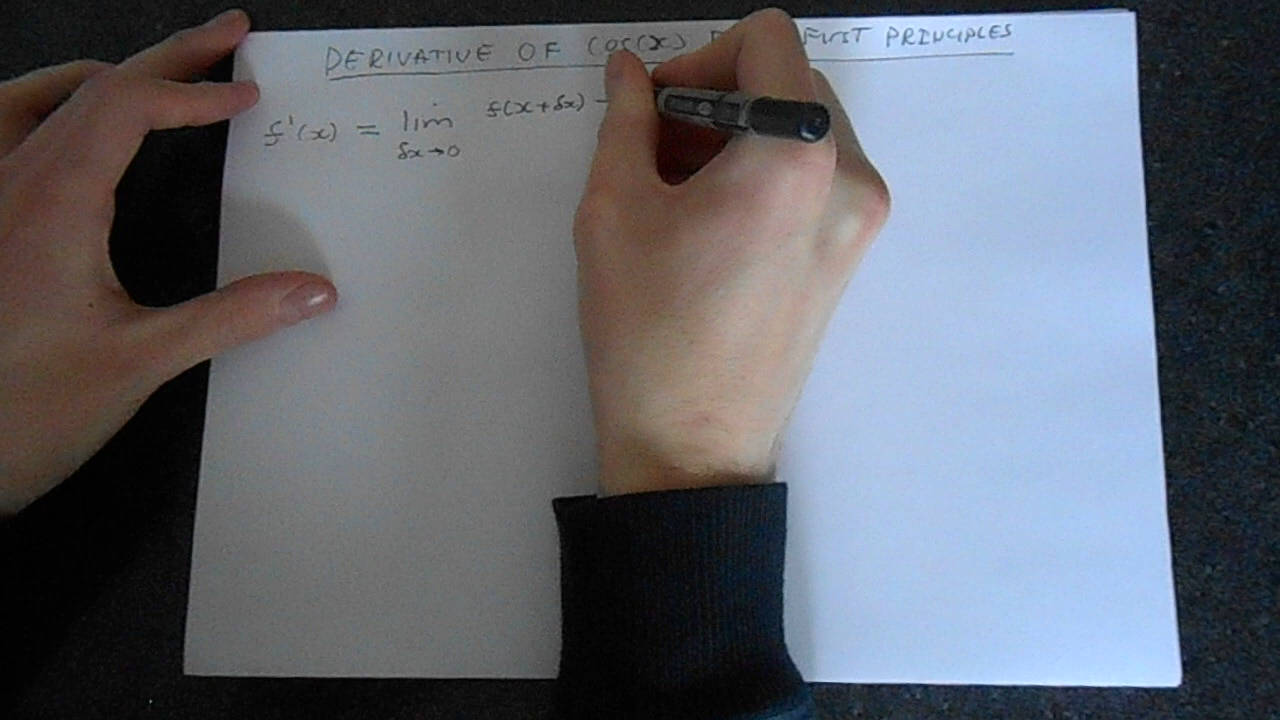 DERIVATIVE OF COS(x) FIRST PRINCIPLES
f'(x) = lim f(x+δx) -
δx→0